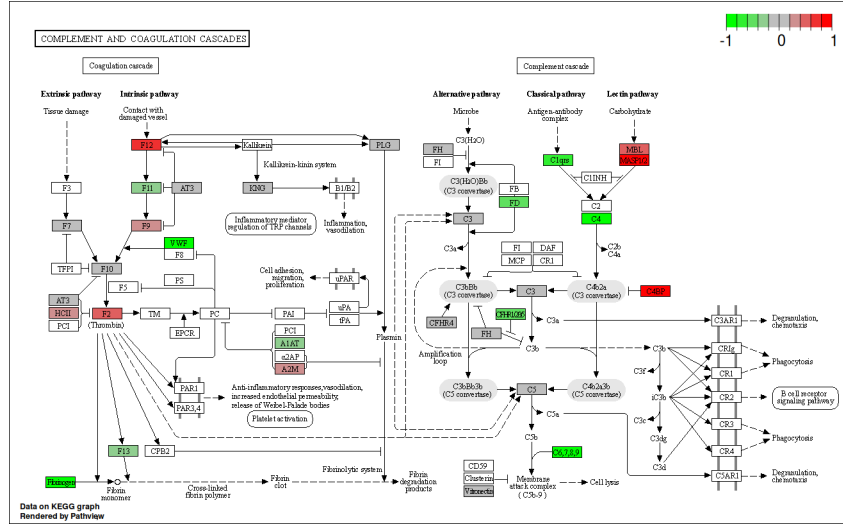 COMPLEMENT AND COAGULATION CASCADES
-1 0 1
Coagulation cascade
Complement cascade
Extrinsic pathway
Intrinsic pathway
Alternative pathway
Classical pathway
Lectin pathway
Tissue damage
Contact with
damaged vessel
Microbe
Antigen-antibody
complex
Carbohydrate
F12
Kallikrein
PLG
Kallikrein-kinin system
C3(H2O)
FH
FI
C1qrs
MBL
MASP1/2
F3
F11
AT3
KNG
B1/B2
C3(H2O)Bb
(C3 convertase)
FB
FD
C1INH
C2
C4
F7
F9
Inflammatory mediator
regulation of TRP channels
Inflammation,
vasodilation
C3
VWF
F8
C3a
FI
DAF
MCP
CR1
C2b
C4a
TFPI
F10
F5
PS
Cell adhesion,
migration,
proliferation
uPAR
C3bBb
(C3 convertase)
C3
C4b2a
(C3 convertase)
C4BP
AT3
HCII
PCI
F2
(Thrombin)
TM
PC
EPCR
PAI
uPA
tPA
CFHR4
FH
C3a
C3b
C3AR1
Degradation,
chemotaxis
PCI
A1AT
α2AP
A2M
Plasmin
Amplification
loop
C3b
C3f
iC3b
C3c
C3dg
C3d
CRIg
CR1
CR2
CR3
CR4
Phagocytosis
B cell receptor
signaling pathway
Phagocytosis
PAR1
PAR3,4
Anti-inflammatory responses,vasodilation,
increased endothelial permeability,
release of Weibel-Palade bodies
Platelet activation
C3bBb3b
(C5 convertase)
C5
C4b2a3b
(C5 convertase)
C5a
C5b
C5AR1
Degradation,
chemotaxis
F13
CPB2
C6,7,8,9
Fibrinolytic system
Fibrinogen
Fibrin
monomer
Cross-linked
fibrin polymer
Fibrin
clot
Fibrin
degradation
products
CD59
Clusterin
Vitronectin
Membrane
attack complex
(C5b-9)
Cell lysis
Data on KEGG graph
Rendered by Pathview